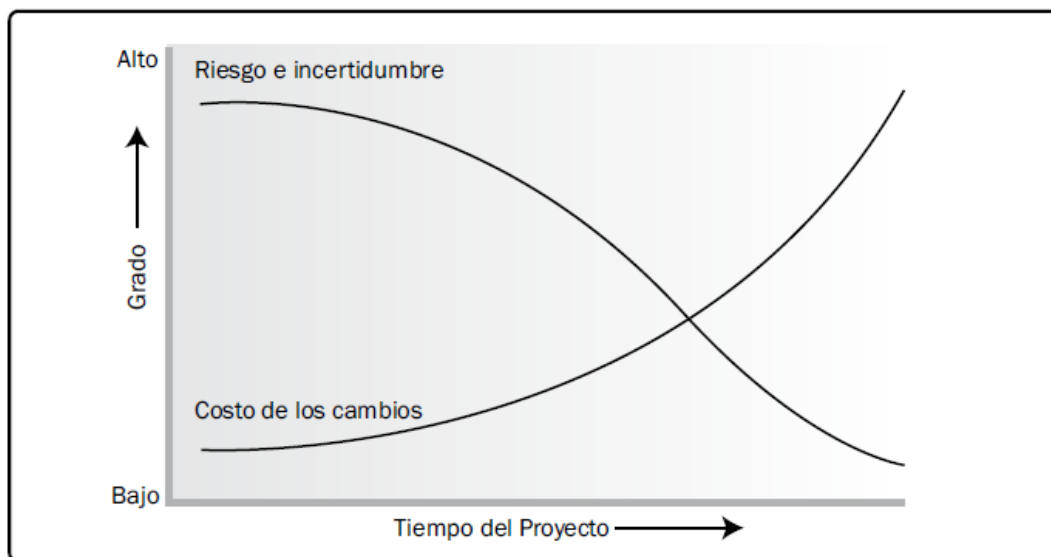 Alto
Riesgo e incertidumbre
Grado
Costo de los cambios
Bajo
Tiempo del Proyecto